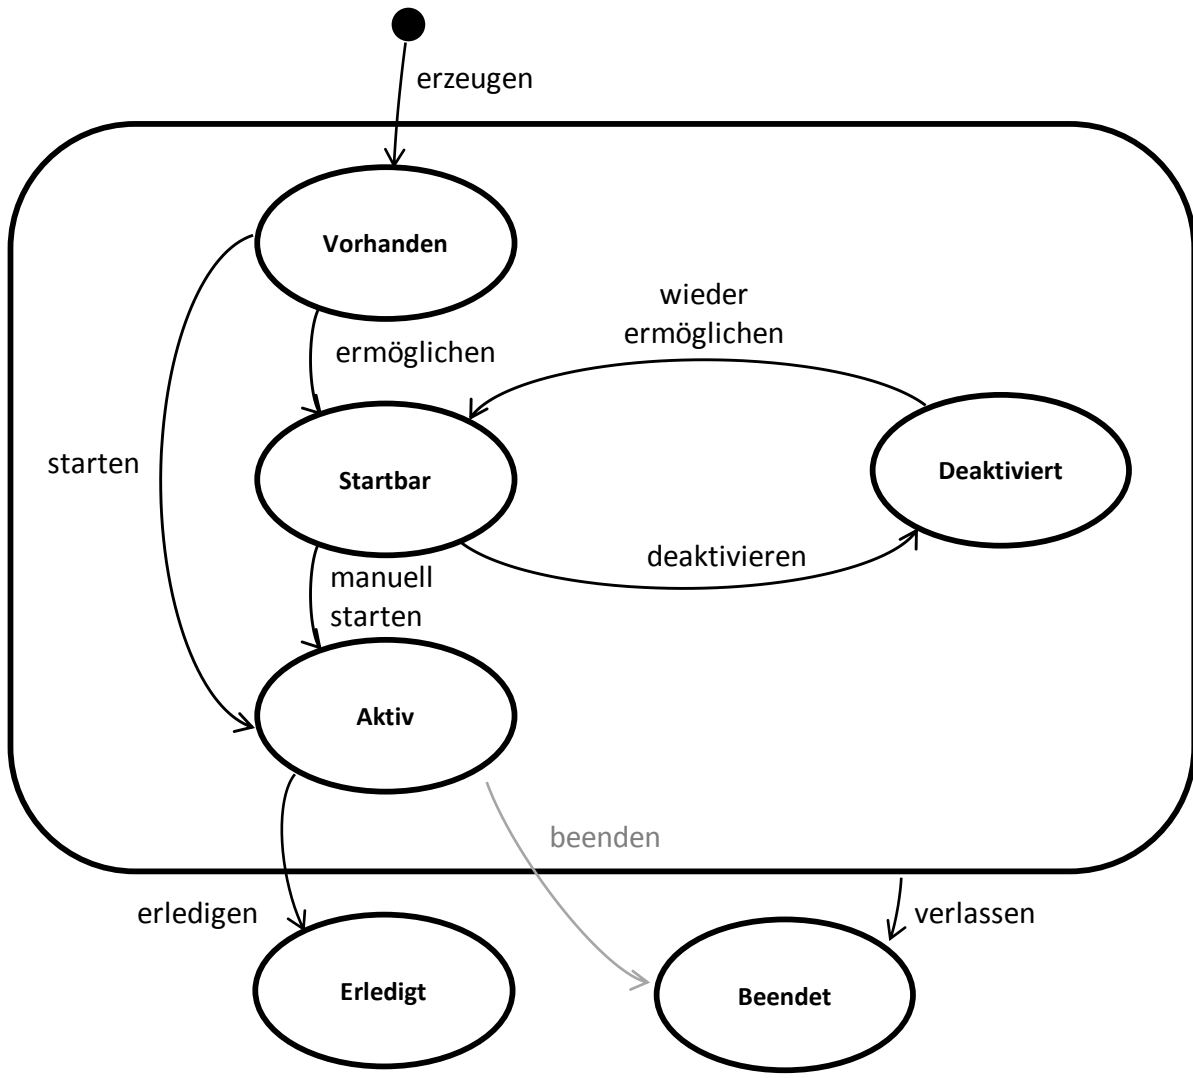 erzeugen
Vorhanden
wieder
ermöglichen
ermöglichen
starten
Startbar
Deaktiviert
deaktivieren
manuell
starten
Aktiv
beenden
erledigen
verlassen
Erledigt
Beendet